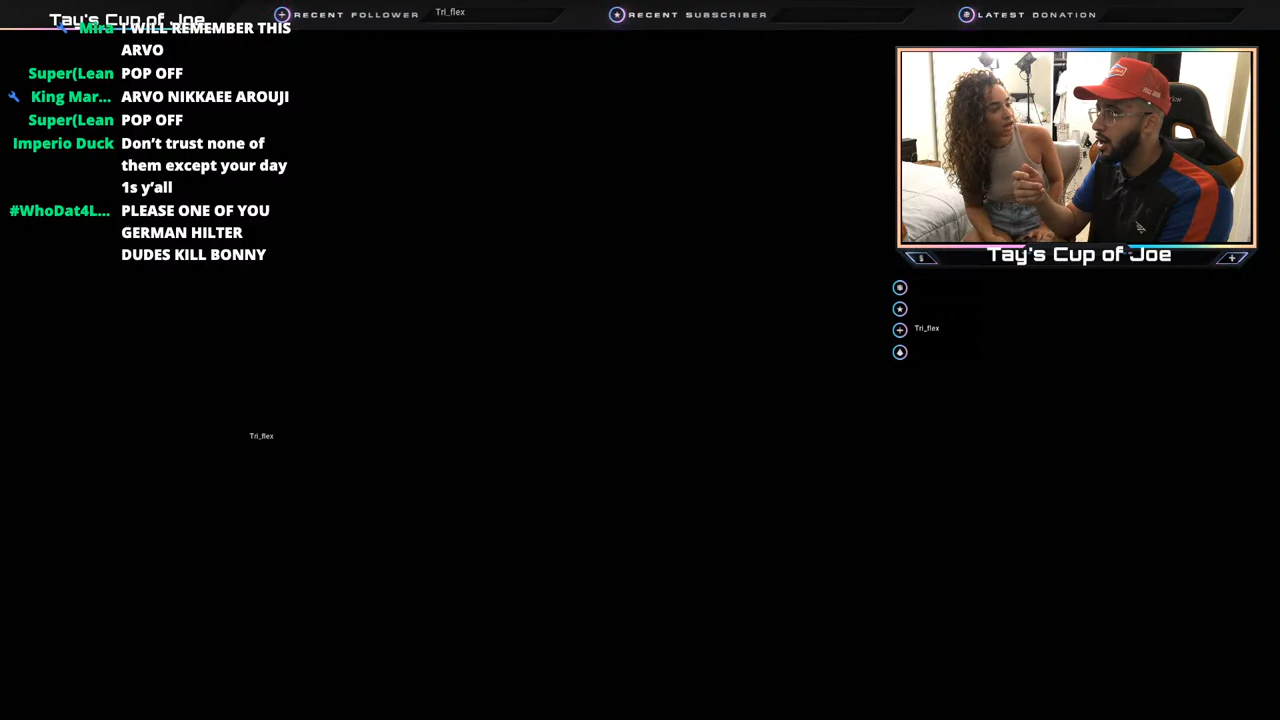 Tay's Cup of Joe
RECENT FOLLOWER
Tri_flex
RECENT SUBSCRIBER
LATEST DONATION
Mira I WILL REMEMBER THIS
ARVO
Super(Lean POP OFF
King Mar... ARVO NIKKAEE AROUJI
Super(Lean POP OFF
Imperio Duck Don’t trust none of
them except your day
1s y’all
#WhoDat4L... PLEASE ONE OF YOU
GERMAN HILTER
DUDES KILL BONNY
Tay's Cup of Joe
Tri_flex
Tri_flex